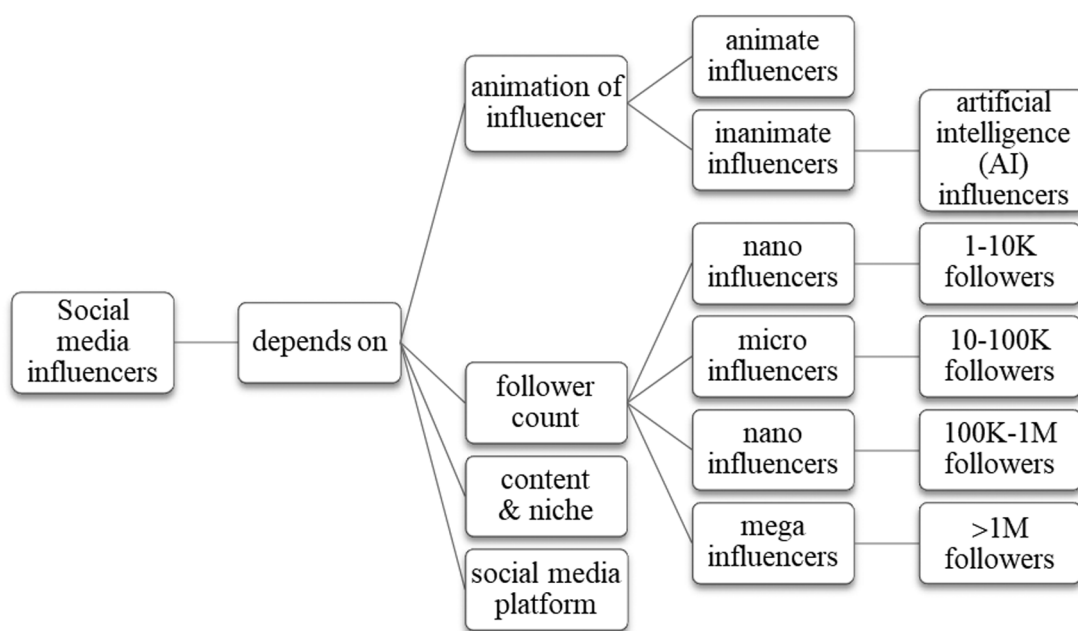 Social
media
influencers
depends on
animation of
influencer
animate
influencers
inanimate
influencers
artificial
intelligence
(AI)
influencers
follower
count
nano
influencers
1-10K
followers
micro
influencers
10-100K
followers
nano
influencers
100K-1M
followers
mega
influencers
>1M
followers
content
& niche
social media
platform